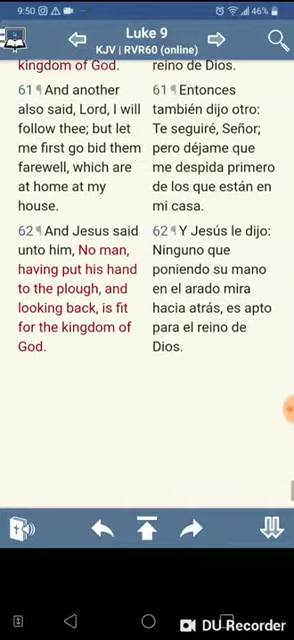 9:50 46%
Luke 9
KJV | RVR60 (online)
kingdom of God.
61 ¶ And another
also said, Lord, I will
follow thee; but let
me first go bid them
farewell, which are
at home at my
house.
62 ¶ And Jesus said
unto him, No man,
having put his hand
to the plough, and
looking back, is fit
for the kingdom of
God.
reino de Dios.
61 ¶ Entonces
también dijo otro:
Te seguiré, Señor;
pero déjame que
me despida primero
de los que están en
mi casa.
62 ¶ Y Jesús le dijo:
Ninguno que
poniendo su mano
en el arado mira
hacia atrás, es apto
para el reino de
Dios.
DU Recorder